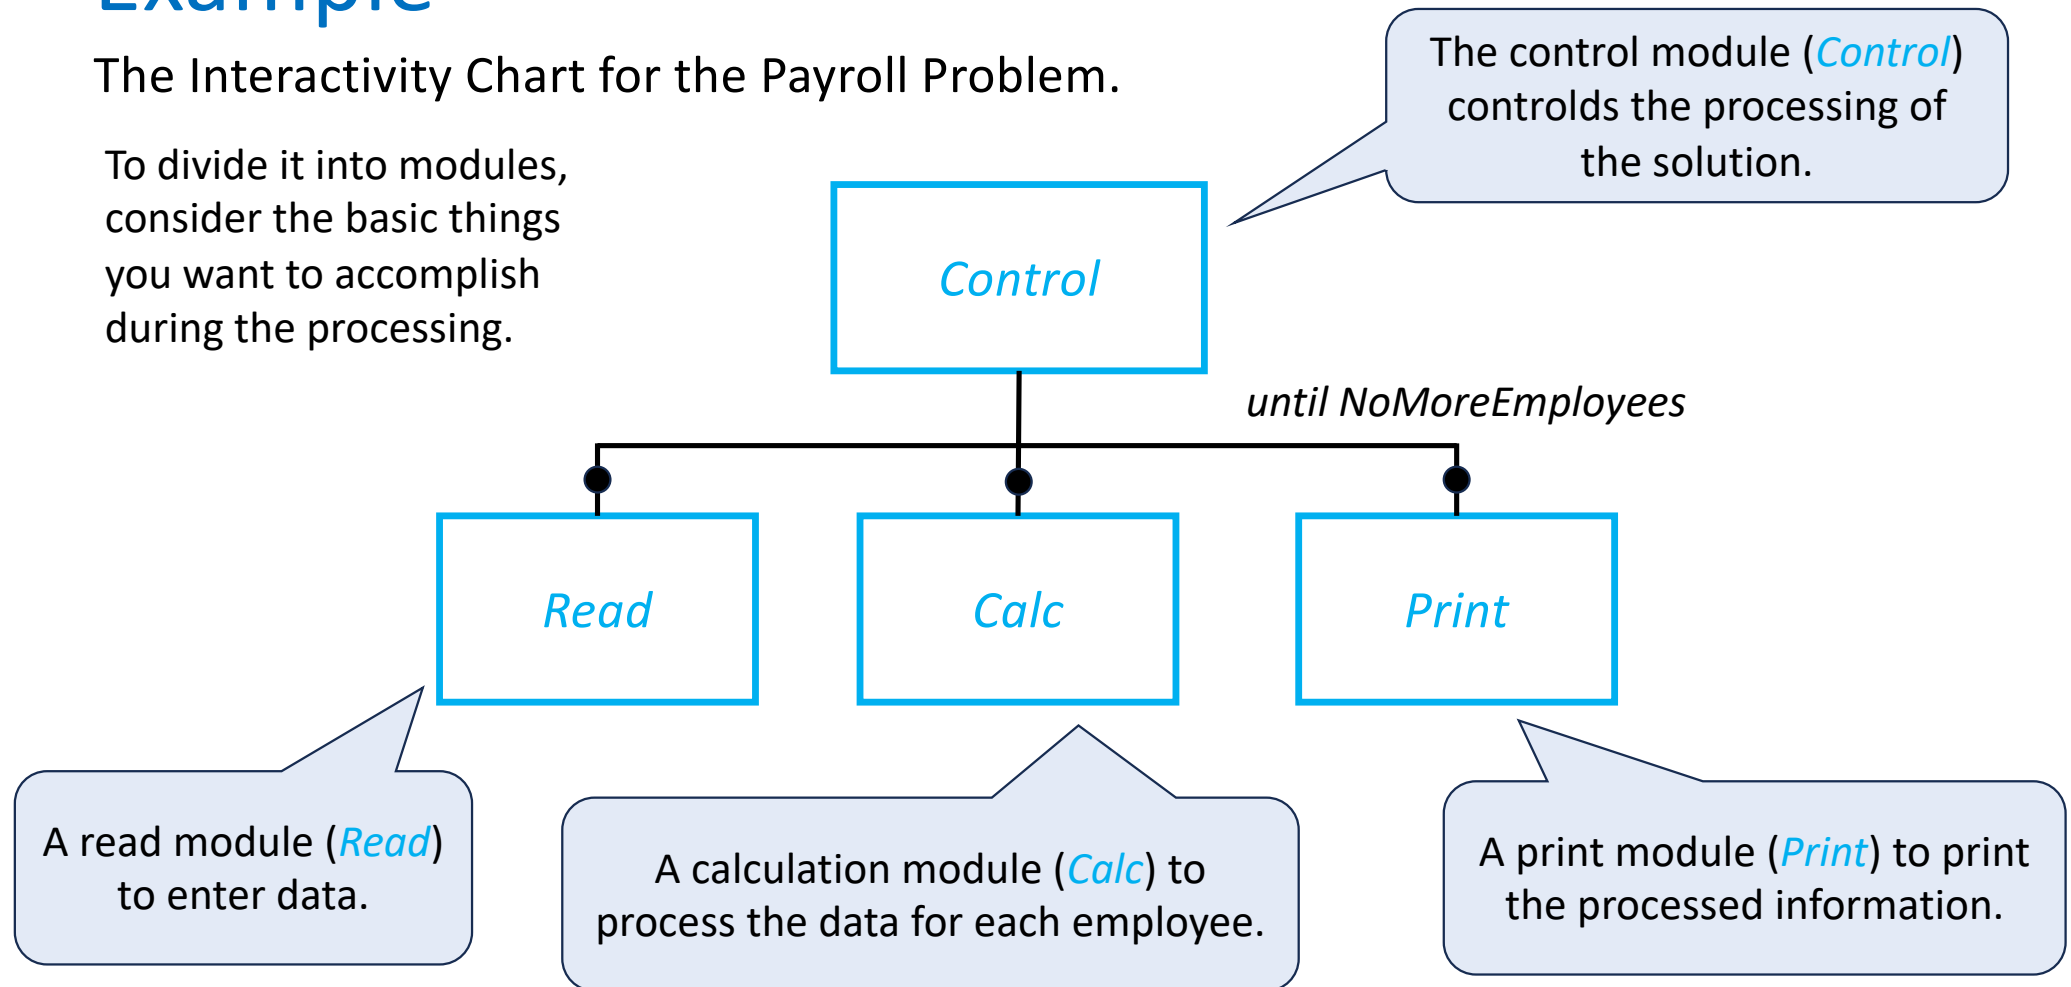 Example
The Interactivity Chart for the Payroll Problem.
To divide it into modules,
consider the basic things
you want to accomplish
during the processing.
The control module (Control)
controlds the processing of
the solution.
Control
until NoMoreEmployees
Read
Calc
Print
A read module (Read)
to enter data.
A calculation module (Calc) to
process the data for each employee.
A print module (Print) to print
the processed information.